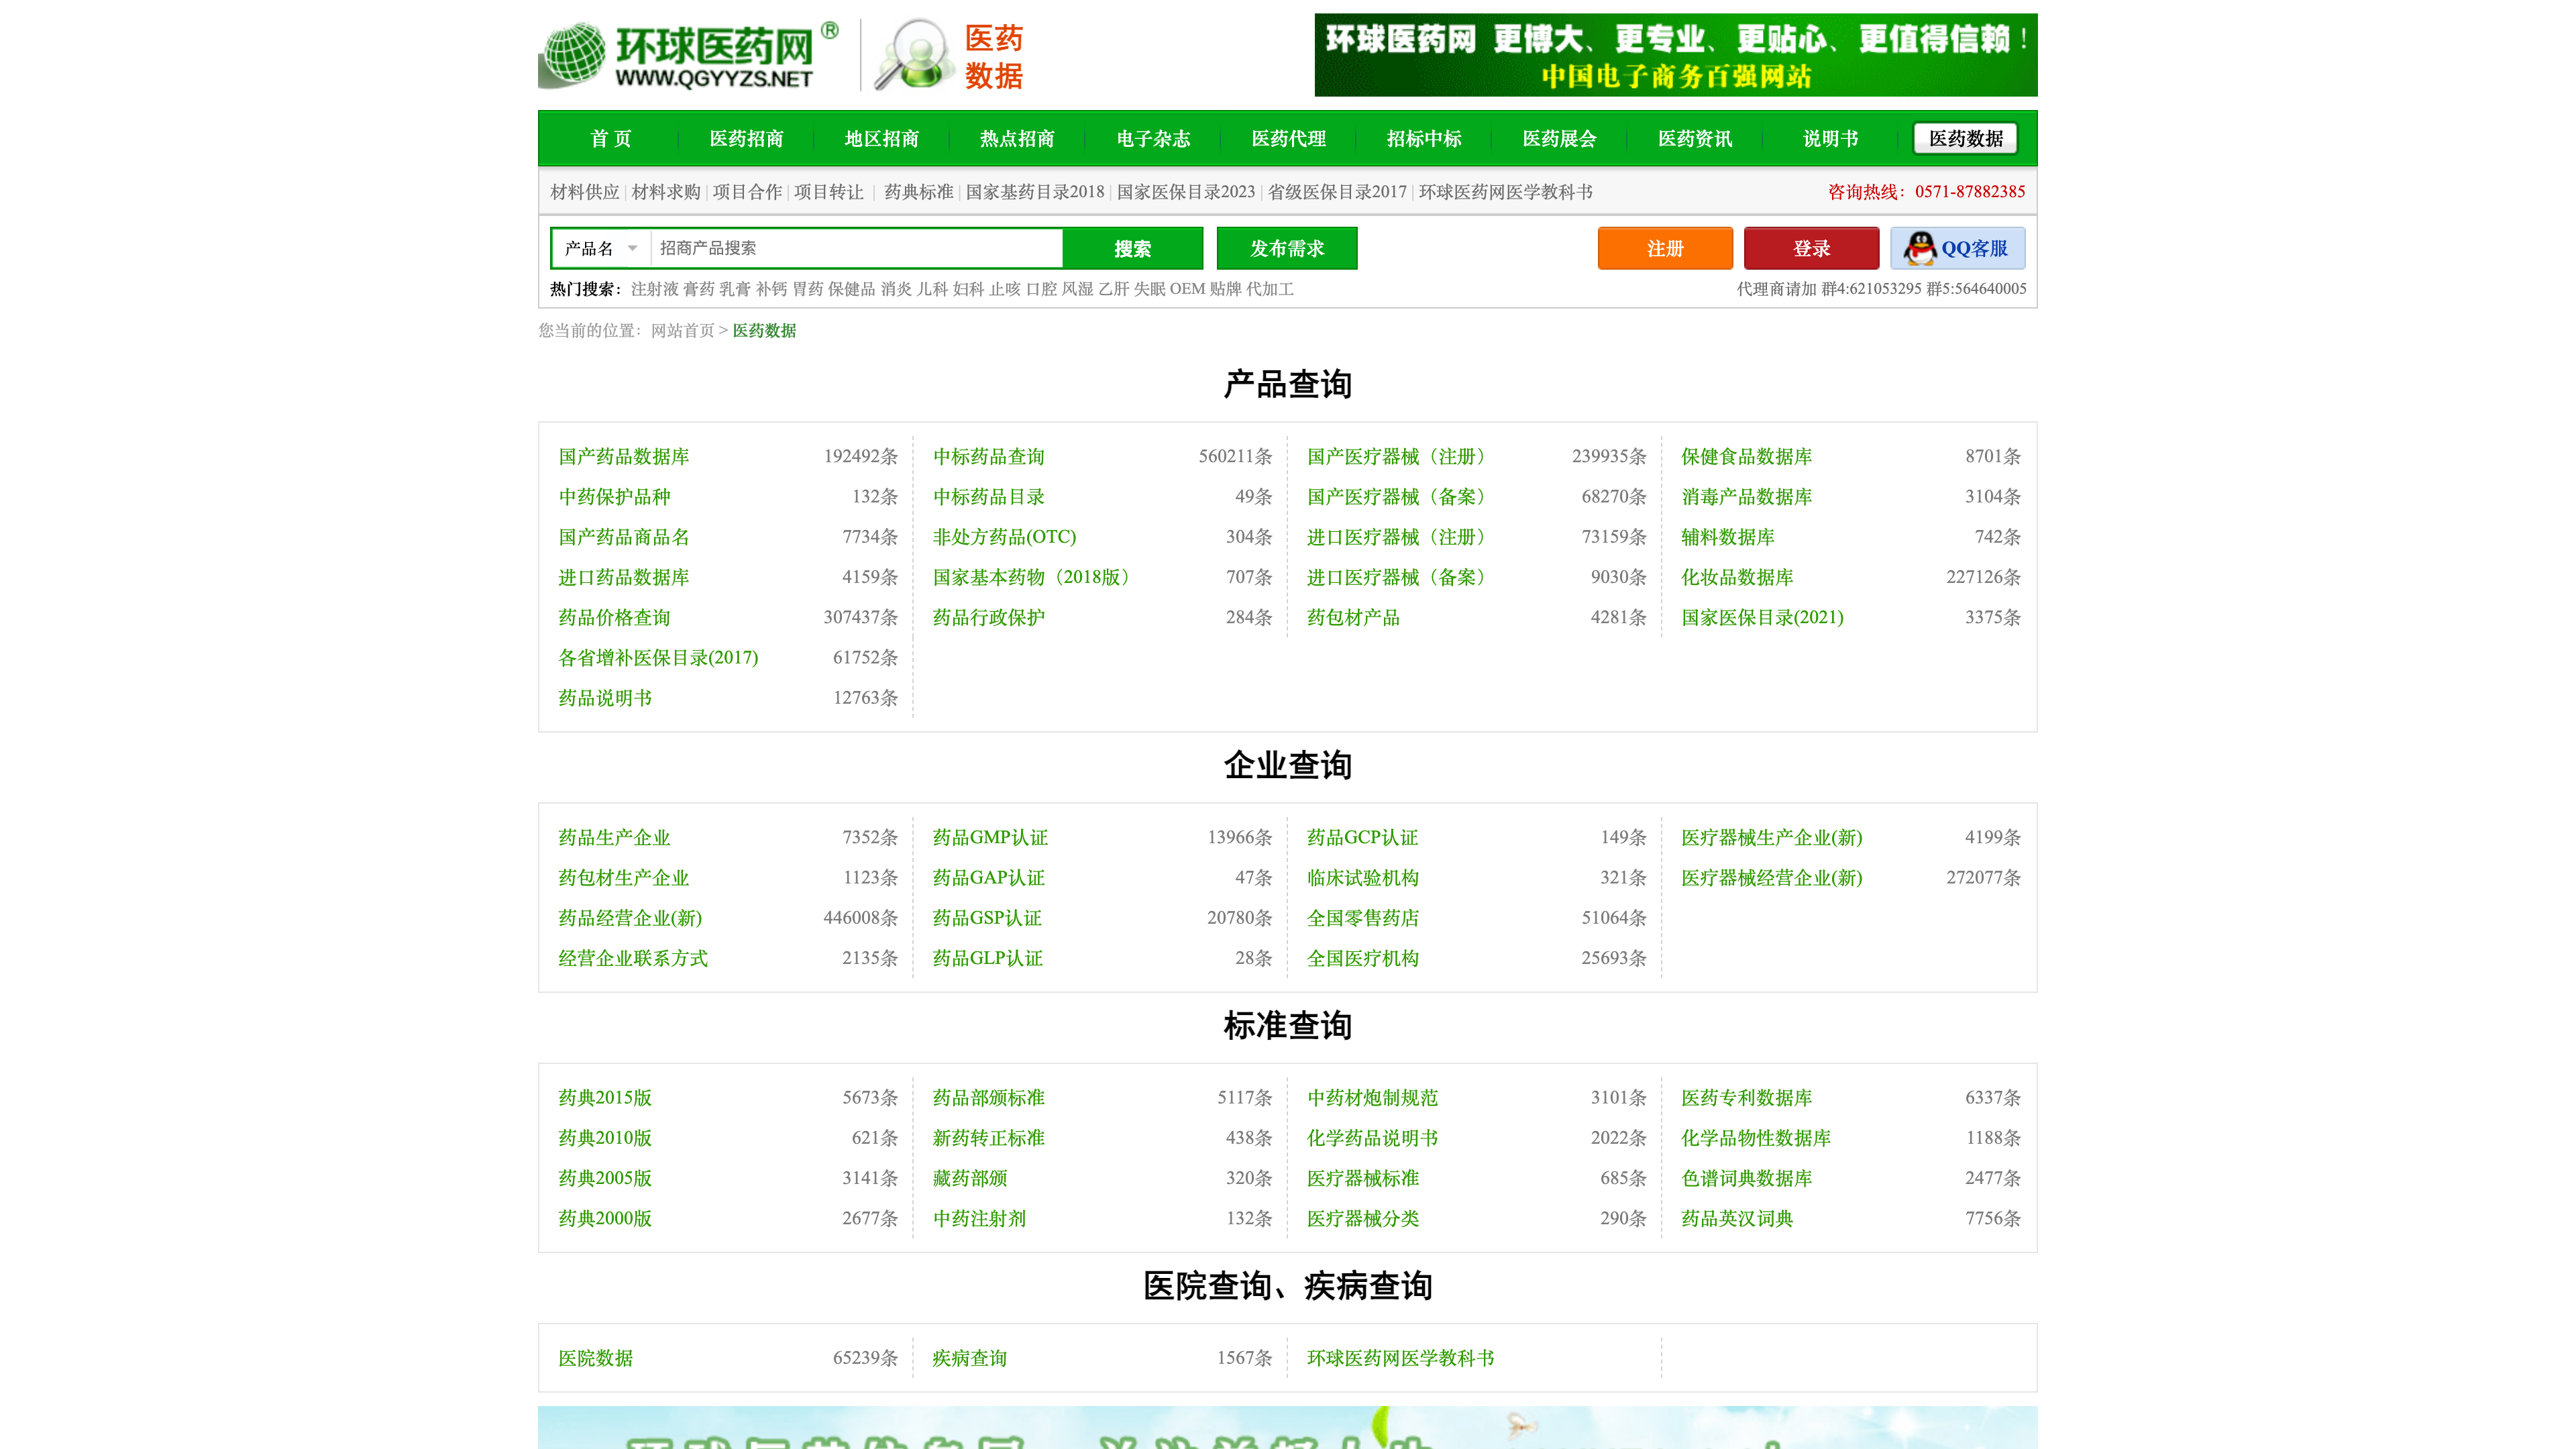 环球医药网®
WWW.QGYYZS.NET
医药
数据
环球医药网 更博大、更专业、更贴心、更值得信赖！
中国电子商务百强网站
首 页 医药招商 地区招商 热点招商 电子杂志 医药代理 招标中标 医药展会 医药资讯 说明书 医药数据
材料供应 | 材料求购 | 项目合作 | 项目转让 | 药典标准 | 国家基药目录2018 | 国家医保目录2023 | 省级医保目录2017 | 环球医药网医学教科书 咨询热线：0571-87882385
产品名 招商产品搜索 搜索 发布需求 注册 登录 QQ客服
热门搜索：注射液 膏药 乳膏 补钙 胃药 保健品 消炎 儿科 妇科 止咳 口腔 风湿 乙肝 失眠 OEM 贴牌 代加工 代理商请加 群4:621053295 群5:564640005
您当前的位置：网站首页 > 医药数据
产品查询
国产药品数据库 192492条 中标药品查询 560211条 国产医疗器械（注册） 239935条 保健食品数据库 8701条
中药保护品种 132条 中标药品目录 49条 国产医疗器械（备案） 68270条 消毒产品数据库 3104条
国产药品商品名 7734条 非处方药品(OTC) 304条 进口医疗器械（注册） 73159条 辅料数据库 742条
进口药品数据库 4159条 国家基本药物（2018版） 707条 进口医疗器械（备案） 9030条 化妆品数据库 227126条
药品价格查询 307437条 药品行政保护 284条 药包材产品 4281条 国家医保目录(2021) 3375条
各省增补医保目录(2017) 61752条
药品说明书 12763条
企业查询
药品生产企业 7352条 药品GMP认证 13966条 药品GCP认证 149条 医疗器械生产企业(新) 4199条
药包材生产企业 1123条 药品GAP认证 47条 临床试验机构 321条 医疗器械经营企业(新) 272077条
药品经营企业(新) 446008条 药品GSP认证 20780条 全国零售药店 51064条
经营企业联系方式 2135条 药品GLP认证 28条 全国医疗机构 25693条
标准查询
药典2015版 5673条 药品部颁标准 5117条 中药材炮制规范 3101条 医药专利数据库 6337条
药典2010版 621条 新药转正标准 438条 化学药品说明书 2022条 化学品物性数据库 1188条
药典2005版 3141条 藏药部颁 320条 医疗器械标准 685条 色谱词典数据库 2477条
药典2000版 2677条 中药注射剂 132条 医疗器械分类 290条 药品英汉词典 7756条
医院查询、疾病查询
医院数据 65239条 疾病查询 1567条 环球医药网医学教科书